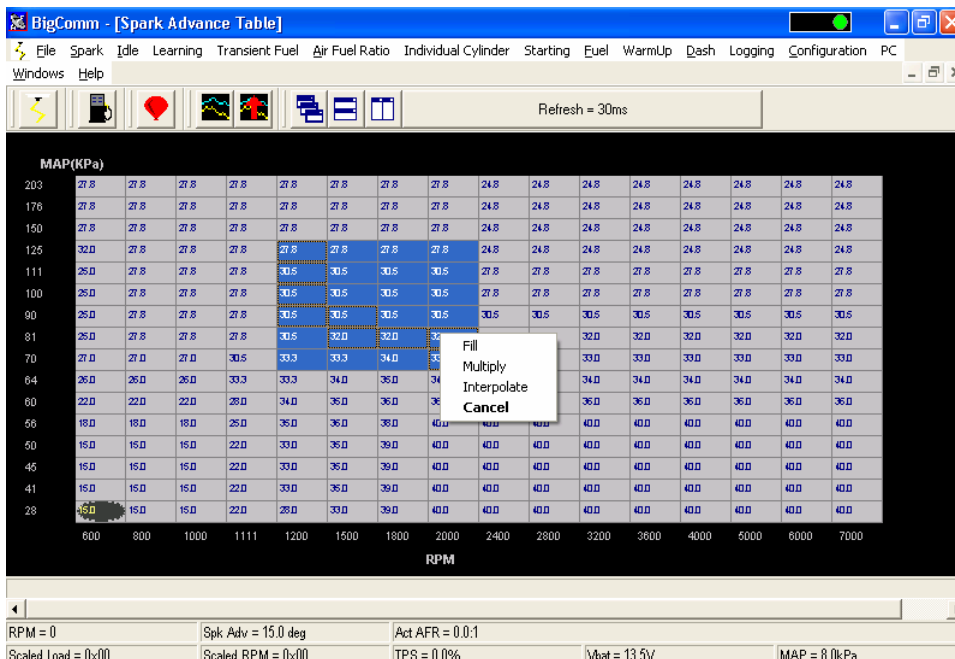 BigComm - [Spark Advance Table]
File Spark Idle Learning Transient Fuel Air Fuel Ratio Individual Cylinder Starting Fuel WarmUp Dash Logging Configuration PC
Windows Help
Refresh = 30ms
MAP(KPa)
203 27.8 27.8 27.8 27.8 27.8 27.8 27.8 27.8 24.8 24.8 24.8 24.8 24.8 24.8 24.8 24.8
176 27.8 27.8 27.8 27.8 27.8 27.8 27.8 27.8 24.8 24.8 24.8 24.8 24.8 24.8 24.8 24.8
150 27.8 27.8 27.8 27.8 27.8 27.8 27.8 27.8 24.8 24.8 24.8 24.8 24.8 24.8 24.8 24.8
125 32.0 27.8 27.8 27.8 27.8 27.8 27.8 27.8 24.8 24.8 24.8 24.8 24.8 24.8 24.8 24.8
111 25.0 27.8 27.8 27.8 30.5 30.5 30.5 30.5 27.8 27.8 27.8 27.8 27.8 27.8 27.8 27.8
100 25.0 27.8 27.8 27.8 30.5 30.5 30.5 30.5 27.8 27.8 27.8 27.8 27.8 27.8 27.8 27.8
90 25.0 27.8 27.8 27.8 30.5 30.5 30.5 30.5 30.5 30.5 30.5 30.5 30.5 30.5 30.5 30.5
81 25.0 27.8 27.8 27.8 30.5 32.0 32.0 32.0 32.0 32.0 32.0 32.0 32.0
Fill
70 27.0 27.0 27.0 30.5 33.3 33.3 34.0 33.0 33.0 33.0 33.0 33.0 33.0
Multiply
64 26.0 26.0 26.0 33.3 33.3 34.0 35.0 34.0 34.0 34.0 34.0 34.0 34.0
Interpolate
60 22.0 22.0 22.0 28.0 34.0 35.0 36.0 36.0 36.0 36.0 36.0 36.0 36.0
Cancel
56 18.0 18.0 18.0 25.0 35.0 36.0 38.0 40.0 40.0 40.0 40.0 40.0 40.0 40.0 40.0 40.0
50 15.0 15.0 15.0 22.0 33.0 35.0 39.0 40.0 40.0 40.0 40.0 40.0 40.0 40.0 40.0 40.0
45 15.0 15.0 15.0 22.0 33.0 35.0 39.0 40.0 40.0 40.0 40.0 40.0 40.0 40.0 40.0 40.0
41 15.0 15.0 15.0 22.0 33.0 35.0 39.0 40.0 40.0 40.0 40.0 40.0 40.0 40.0 40.0 40.0
28 15.0 15.0 15.0 22.0 28.0 33.0 39.0 40.0 40.0 40.0 40.0 40.0 40.0 40.0 40.0 40.0
600 800 1000 1111 1200 1500 1800 2000 2400 2800 3200 3600 4000 5000 6000 7000
RPM
RPM = 0 Spk Adv = 15.0 deg Act AFR = 0.0:1
Scaled Load = 0x00 Scaled RPM = 0x00 TPS = 0.0% Vbat = 13.5V MAP = 8.0kPa